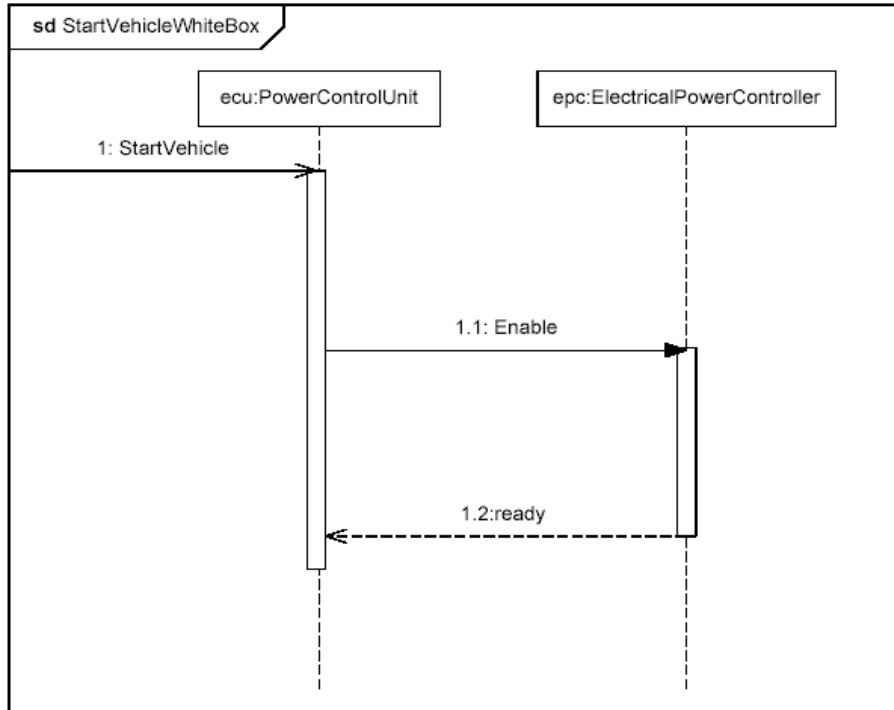 sd StartVehicleWhiteBox
ecu:PowerControlUnit
epc:ElectricalPowerController
1: StartVehicle
1.1: Enable
1.2:ready